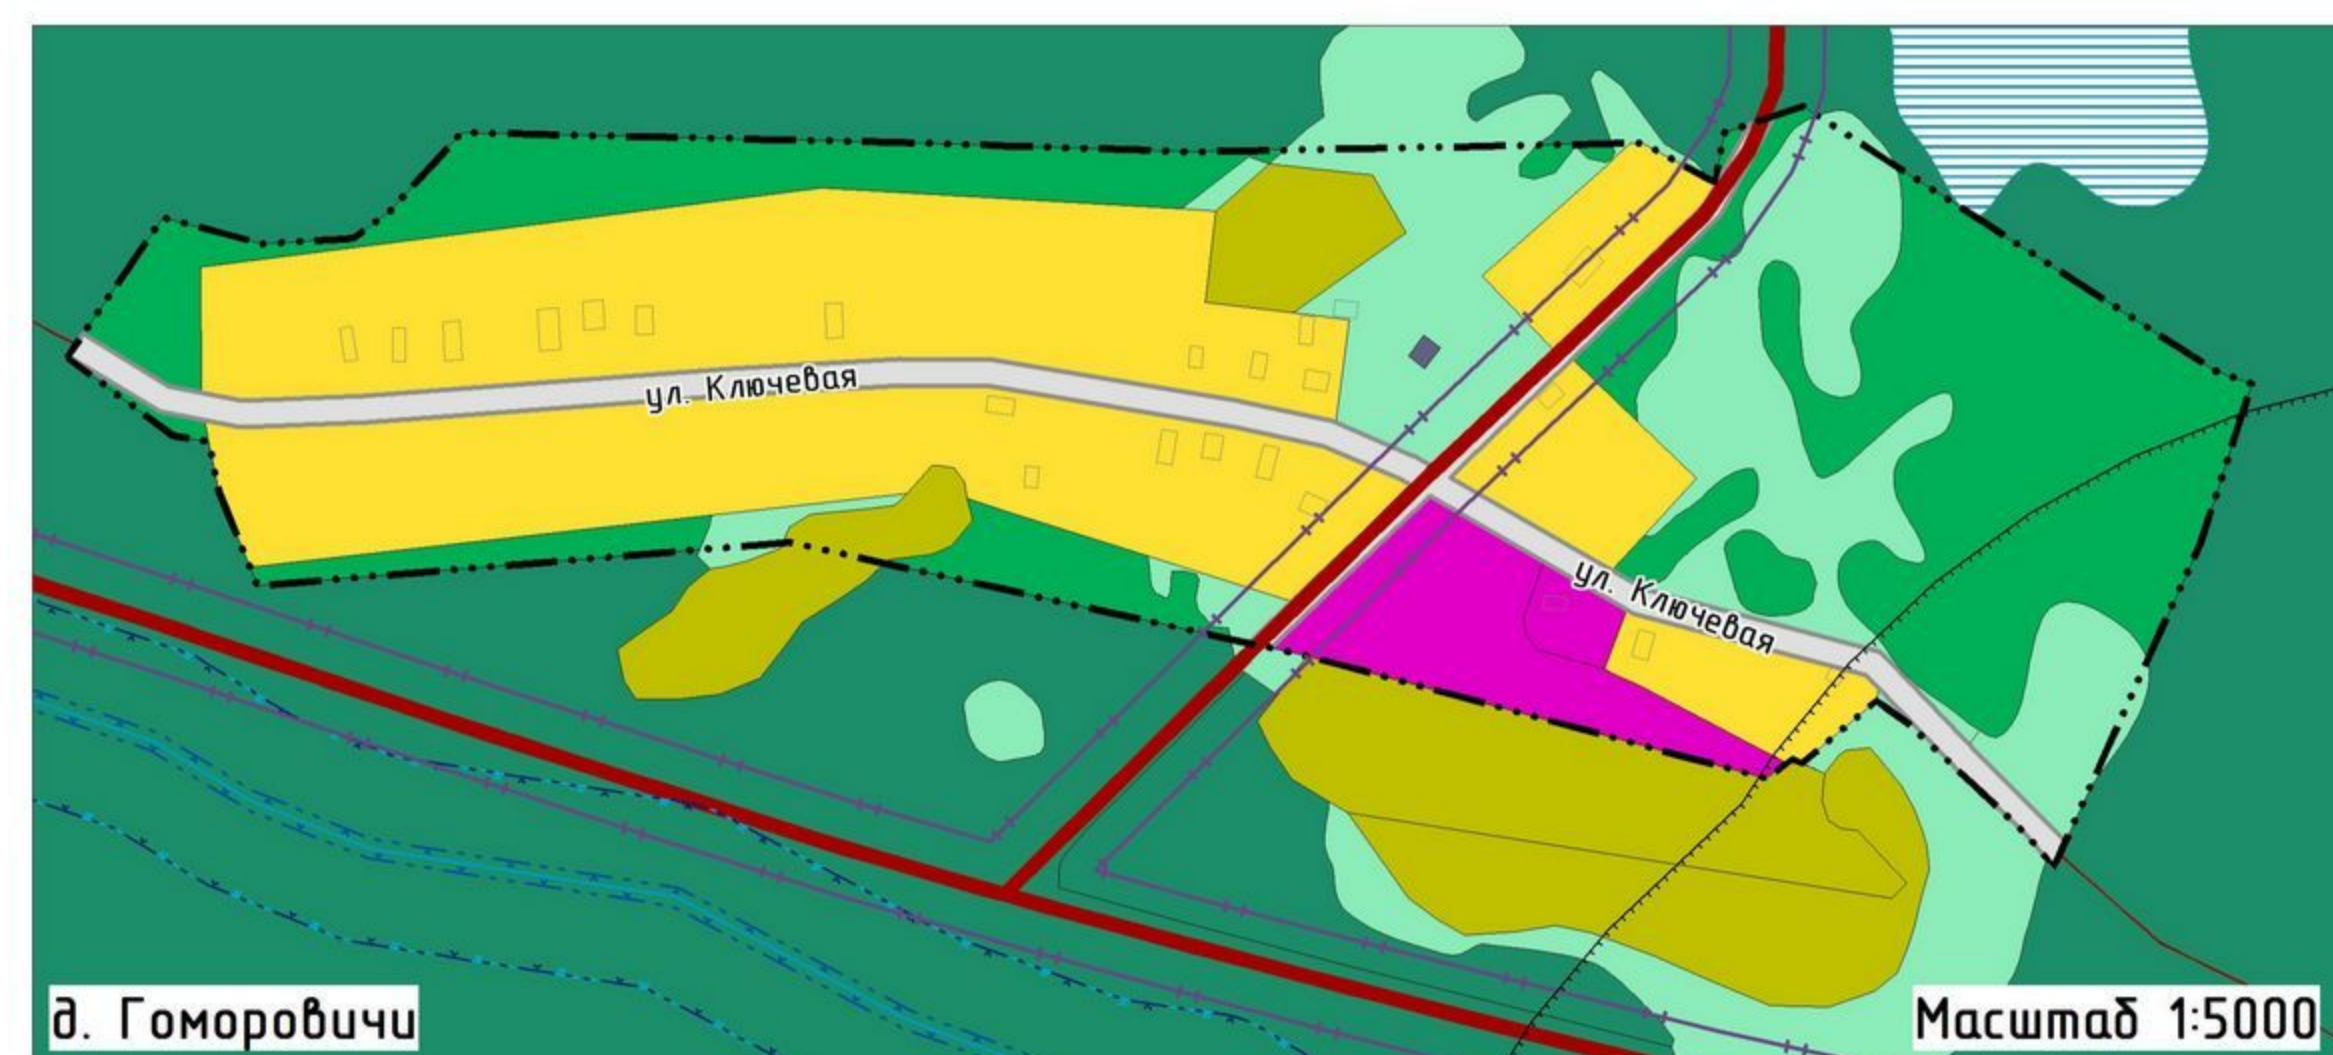 ул. Ключевая
ул. Ключевая
д. Гоморовичи
Масштаб 1:5000